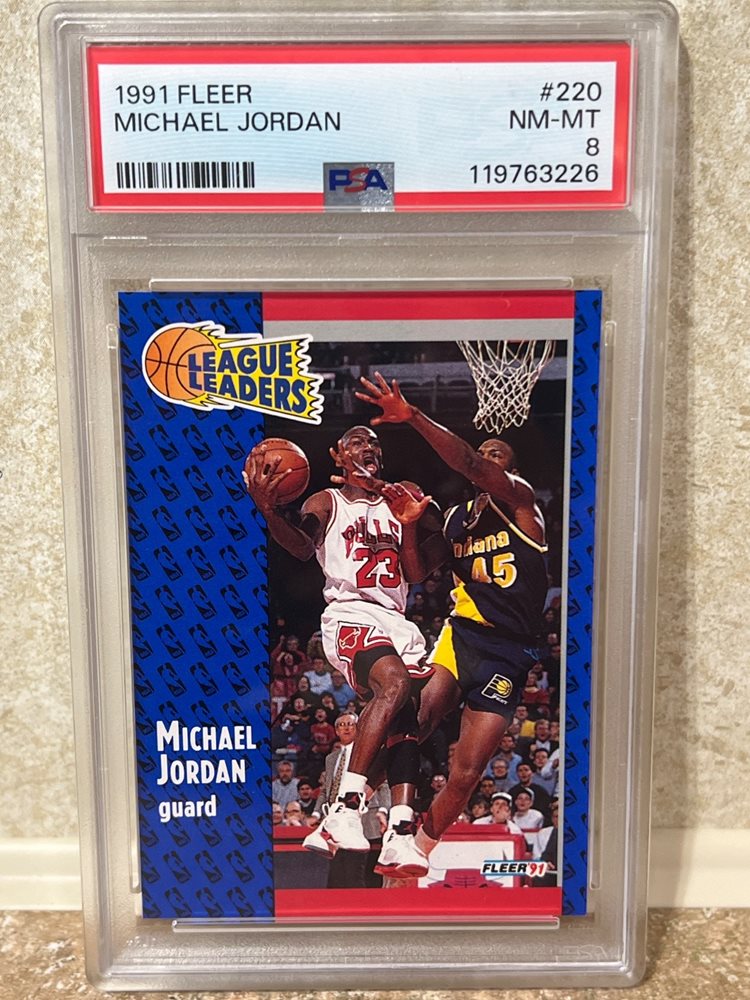 1991 FLEER #220
MICHAEL JORDAN NM-MT
8
PSA 119763226
LEAGUE
LEADERS
BULLS
23
Indiana
45
Pacers
MICHAEL
JORDAN
guard
FLEER '91